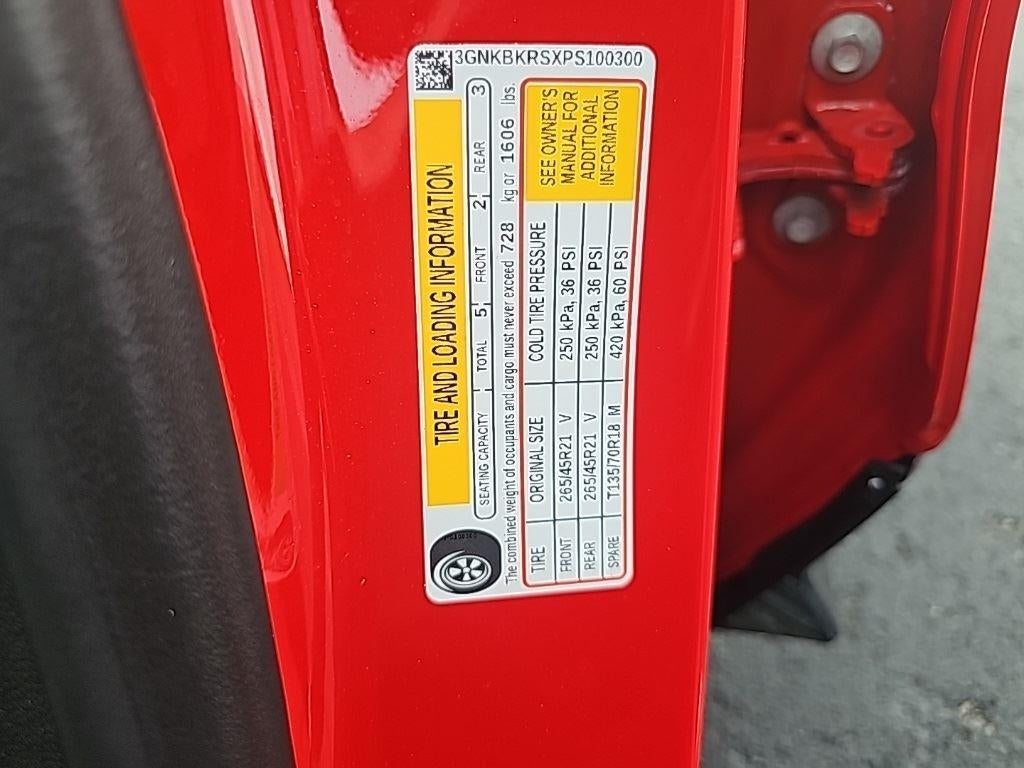 3GNKBKRSXPS100300
TIRE AND LOADING INFORMATION
SEATING CAPACITY TOTAL 5 FRONT 2 REAR 3
The combined weight of occupants and cargo must never exceed 728 kg or 1606 lbs.
TIRE ORIGINAL SIZE COLD TIRE PRESSURE
FRONT 265/45R21 V 250 kPa, 36 PSI
REAR 265/45R21 V 250 kPa, 36 PSI
SPARE T135/70R18 M 420 kPa, 60 PSI
SEE OWNER'S
MANUAL FOR
ADDITIONAL
INFORMATION